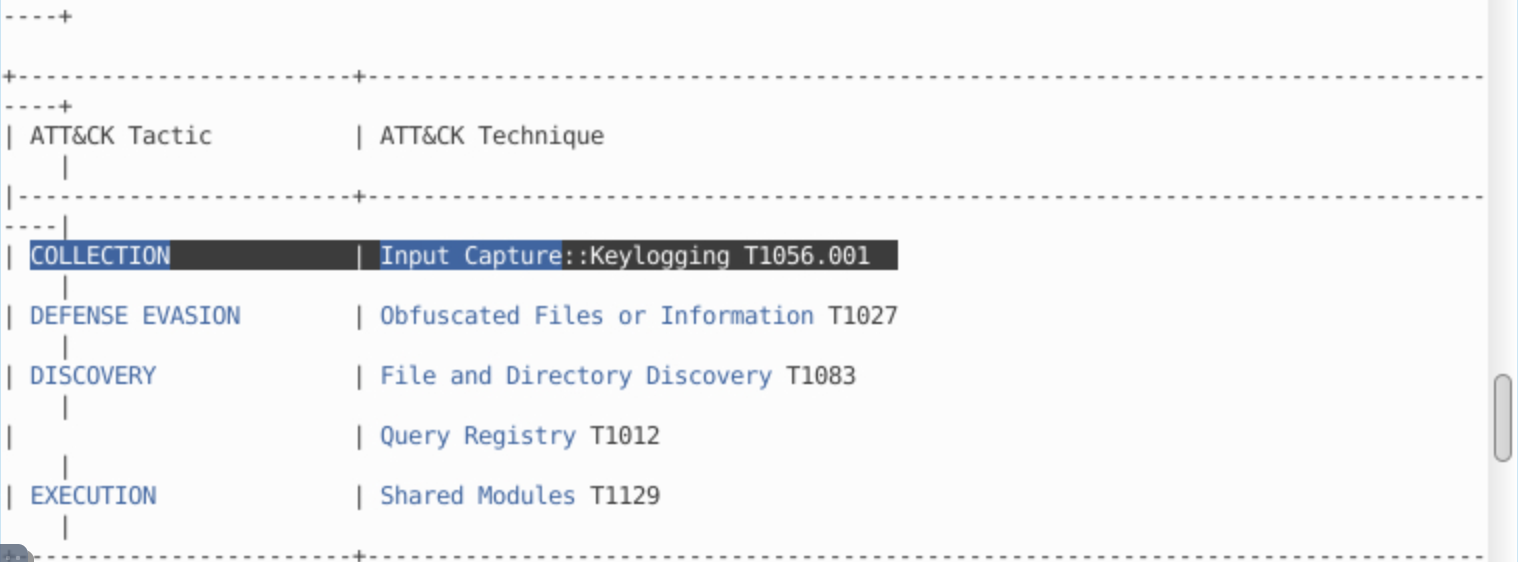 ----+
+------------------------+--------------------------------------------------------------------------------
----+
| ATT&CK Tactic          | ATT&CK Technique
    |
|------------------------+--------------------------------------------------------------------------------
----|
| COLLECTION             | Input Capture::Keylogging T1056.001
    |
| DEFENSE EVASION        | Obfuscated Files or Information T1027
    |
| DISCOVERY              | File and Directory Discovery T1083
    |
|                        | Query Registry T1012
    |
| EXECUTION              | Shared Modules T1129
    |
+------------------------+--------------------------------------------------------------------------------